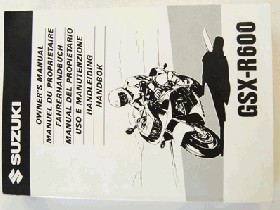 SUZUKI
OWNER'S MANUAL
MANUEL DU PROPRIETAIRE
FAHRERHANDBUCH
MANUAL DEL PROPIETARIO
USO E MANUTENZIONE
HANDLEIDING
HANDBOK
GSX-R600